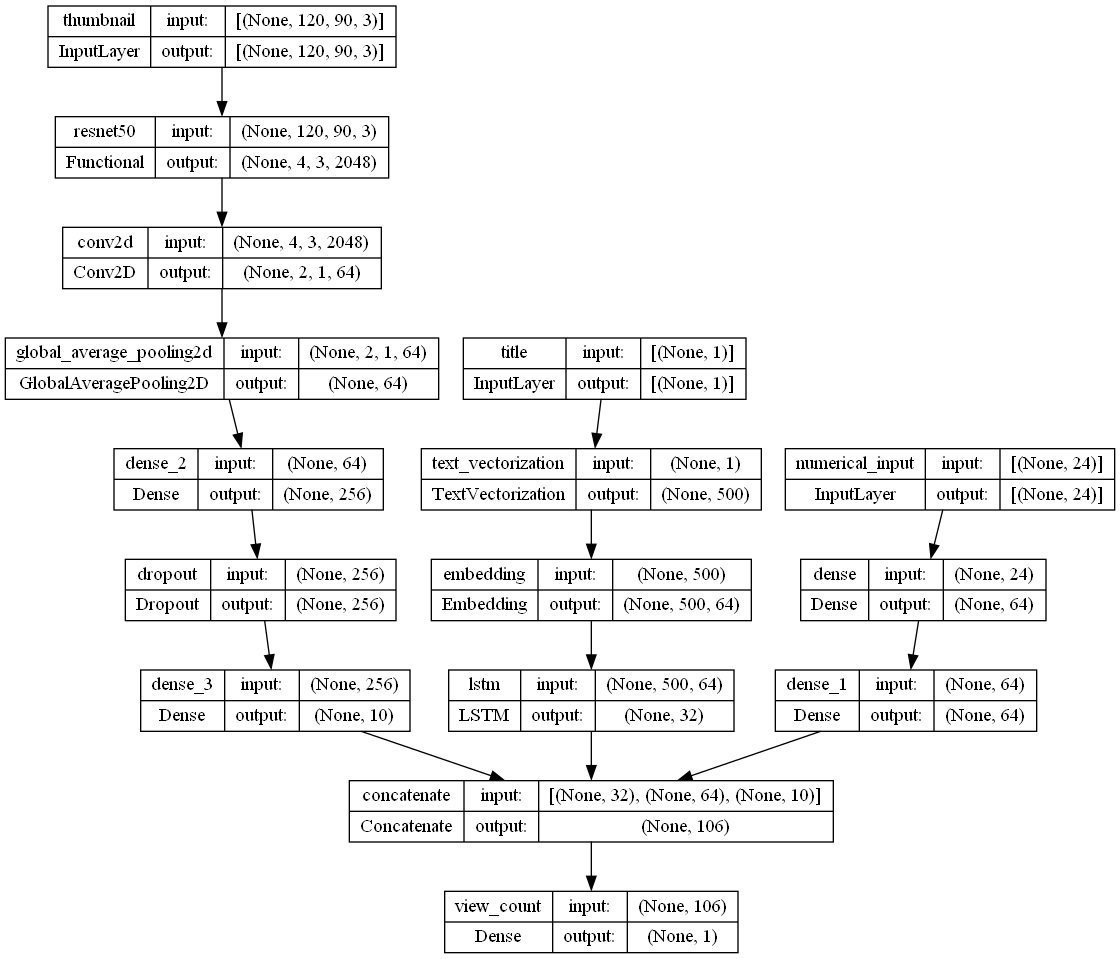 thumbnail input: [(None, 120, 90, 3)]
InputLayer output: [(None, 120, 90, 3)]
resnet50 input: (None, 120, 90, 3)
Functional output: (None, 4, 3, 2048)
conv2d input: (None, 4, 3, 2048)
Conv2D output: (None, 2, 1, 64)
global_average_pooling2d input: (None, 2, 1, 64)
GlobalAveragePooling2D output: (None, 64)
title input: [(None, 1)]
InputLayer output: [(None, 1)]
dense_2 input: (None, 64)
Dense output: (None, 256)
text_vectorization input: (None, 1)
TextVectorization output: (None, 500)
numerical_input input: [(None, 24)]
InputLayer output: [(None, 24)]
dropout input: (None, 256)
Dropout output: (None, 256)
embedding input: (None, 500)
Embedding output: (None, 500, 64)
dense input: (None, 24)
Dense output: (None, 64)
dense_3 input: (None, 256)
Dense output: (None, 10)
lstm input: (None, 500, 64)
LSTM output: (None, 32)
dense_1 input: (None, 64)
Dense output: (None, 64)
concatenate input: [(None, 32), (None, 64), (None, 10)]
Concatenate output: (None, 106)
view_count input: (None, 106)
Dense output: (None, 1)